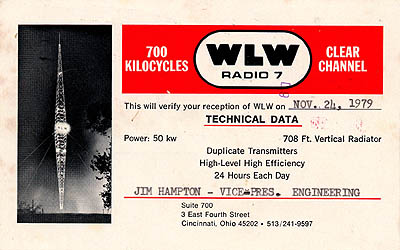 700
KILOCYCLES
WLW
RADIO 7
CLEAR
CHANNEL
This will verify your reception of WLW on NOV. 24, 1979
TECHNICAL DATA
Power: 50 kw 708 Ft. Vertical Radiator
Duplicate Transmitters
High-Level High Efficiency
24 Hours Each Day
JIM HAMPTON - VICE PRES. ENGINEERING
Suite 700
3 East Fourth Street
Cincinnati, Ohio 45202 • 513/241-9597